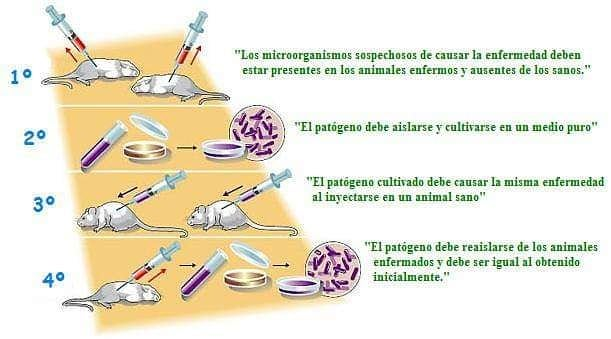 1º
"Los microorganismos sospechosos de causar la enfermedad deben
estar presentes en los animales enfermos y ausentes de los sanos."
2º
"El patógeno debe aislarse y cultivarse en un medio puro"
3º
"El patógeno cultivado debe causar la misma enfermedad
al inyectarse en un animal sano"
4º
"El patógeno debe reaislarse de los animales
enfermados y debe ser igual al obtenido
inicialmente."